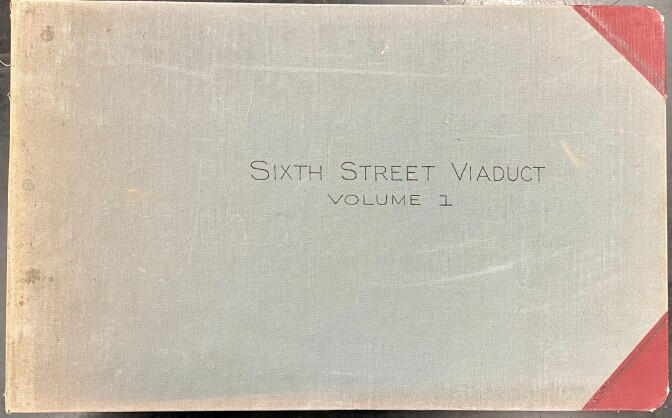 SIXTH STREET VIADUCT
VOLUME 1